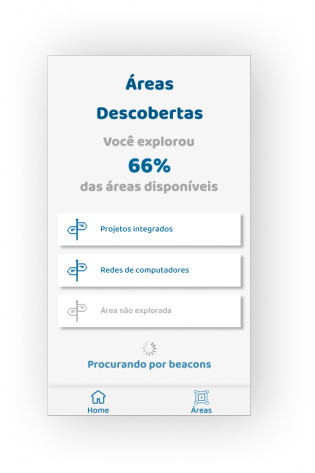 Áreas
Descobertas
Você explorou
66%
das áreas disponíveis
Projetos integrados
Redes de computadores
Área não explorada
Procurando por beacons
Home
Áreas